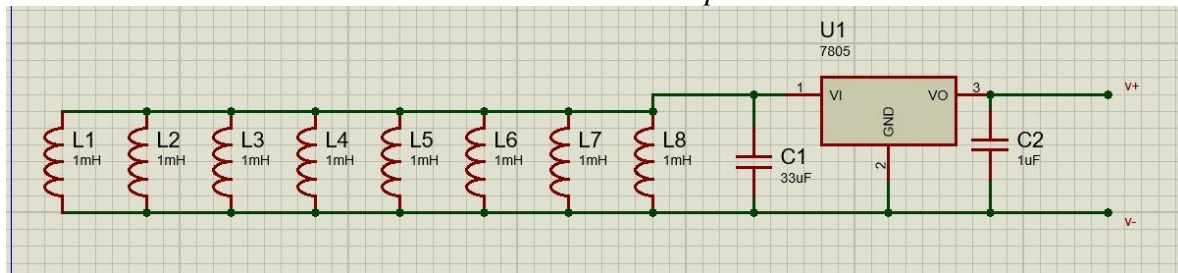 U1
7805
1
VI
VO
3
GND
2
v+
v-
L1
1mH
L2
1mH
L3
1mH
L4
1mH
L5
1mH
L6
1mH
L7
1mH
L8
1mH
C1
33uF
C2
1uF